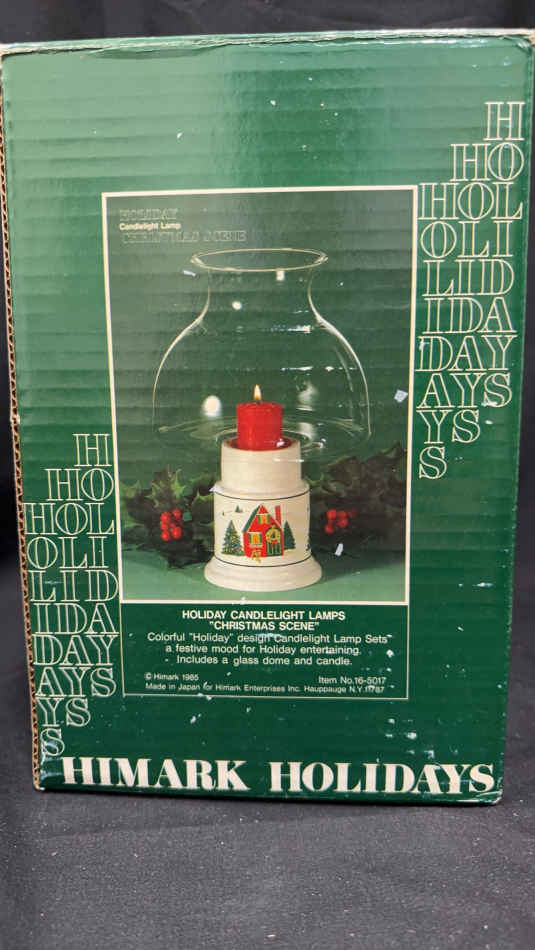 H
HO
HOL
OLI
LID
IDA
DAY
AYS
YS
S
HOLIDAY
Candlelight Lamp
CHRISTMAS SCENE
H
HO
HOL
OLI
LID
IDA
DAY
AYS
YS
S
HOLIDAY CANDLELIGHT LAMPS
"CHRISTMAS SCENE"
Colorful "Holiday" design Candlelight Lamp Sets
a festive mood for Holiday entertaining.
Includes a glass dome and candle.
© Himark 1985 Item No.16-5017
Made in Japan for Himark Enterprises Inc. Hauppauge N.Y.11787
HIMARK HOLIDAYS